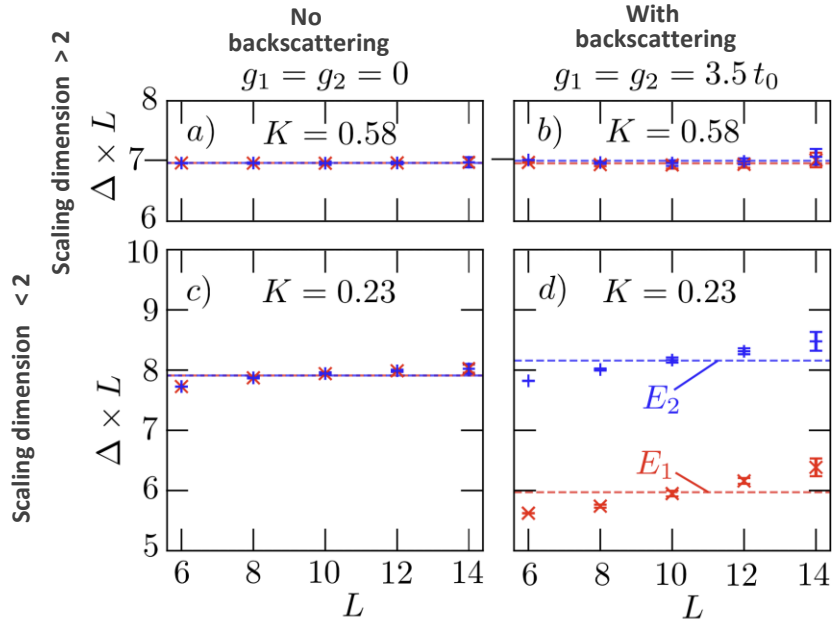 No
backscattering
With
backscattering
g₁ = g₂ = 0
g₁ = g₂ = 3.5 t₀
Scaling dimension > 2
Δ × L
8
7
6
a) K = 0.58
b) K = 0.58
Scaling dimension < 2
Δ × L
10
9
8
7
6
5
c) K = 0.23
d) K = 0.23
E₂
E₁
6 8 10 12 14
6 8 10 12 14
L
L